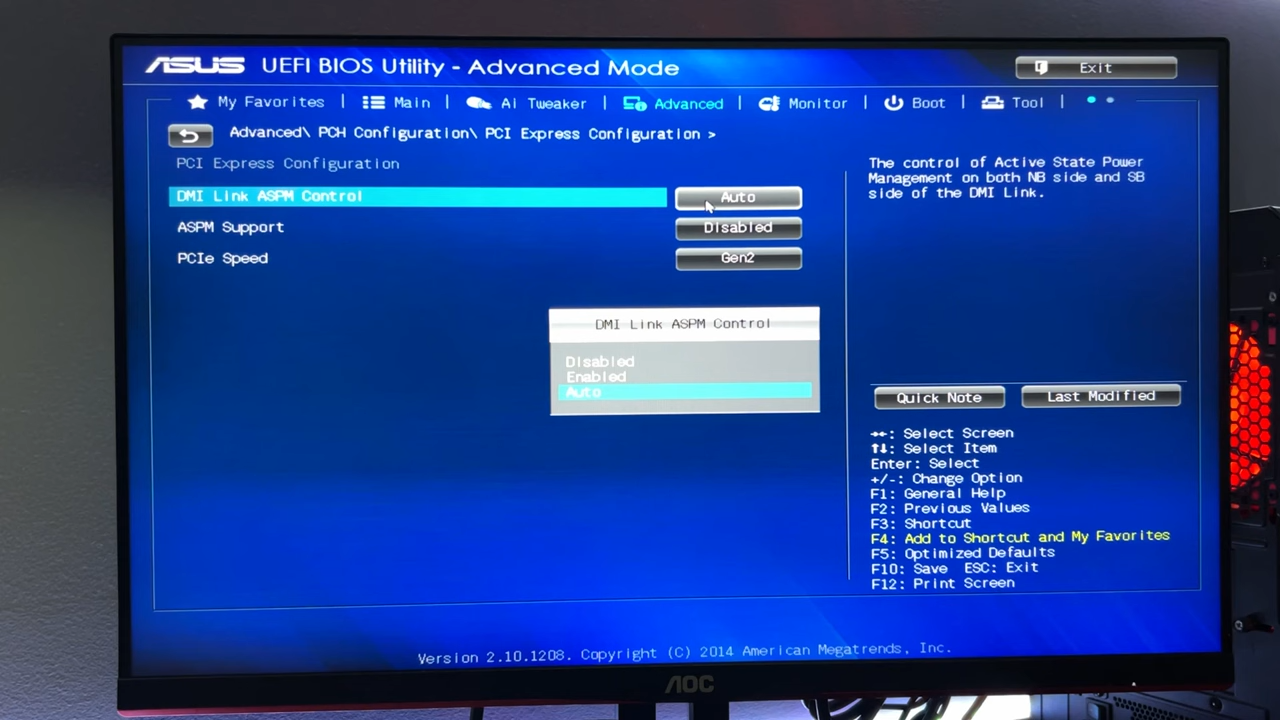 ASUS UEFI BIOS Utility - Advanced Mode
Exit
My Favorites | Main | Ai Tweaker | Advanced | Monitor | Boot | Tool
Advanced\ PCH Configuration\ PCI Express Configuration >
PCI Express Configuration
DMI Link ASPM Control Auto
ASPM Support Disabled
PCIe Speed Gen2
DMI Link ASPM Control
Disabled
Enabled
Auto
The control of Active State Power
Management on both NB side and SB
side of the DMI Link.
Quick Note Last Modified
→←: Select Screen
↑↓: Select Item
Enter: Select
+/-: Change Option
F1: General Help
F2: Previous Values
F3: Shortcut
F4: Add to Shortcut and My Favorites
F5: Optimized Defaults
F10: Save ESC: Exit
F12: Print Screen
Version 2.10.1208. Copyright (C) 2014 American Megatrends, Inc.
AOC